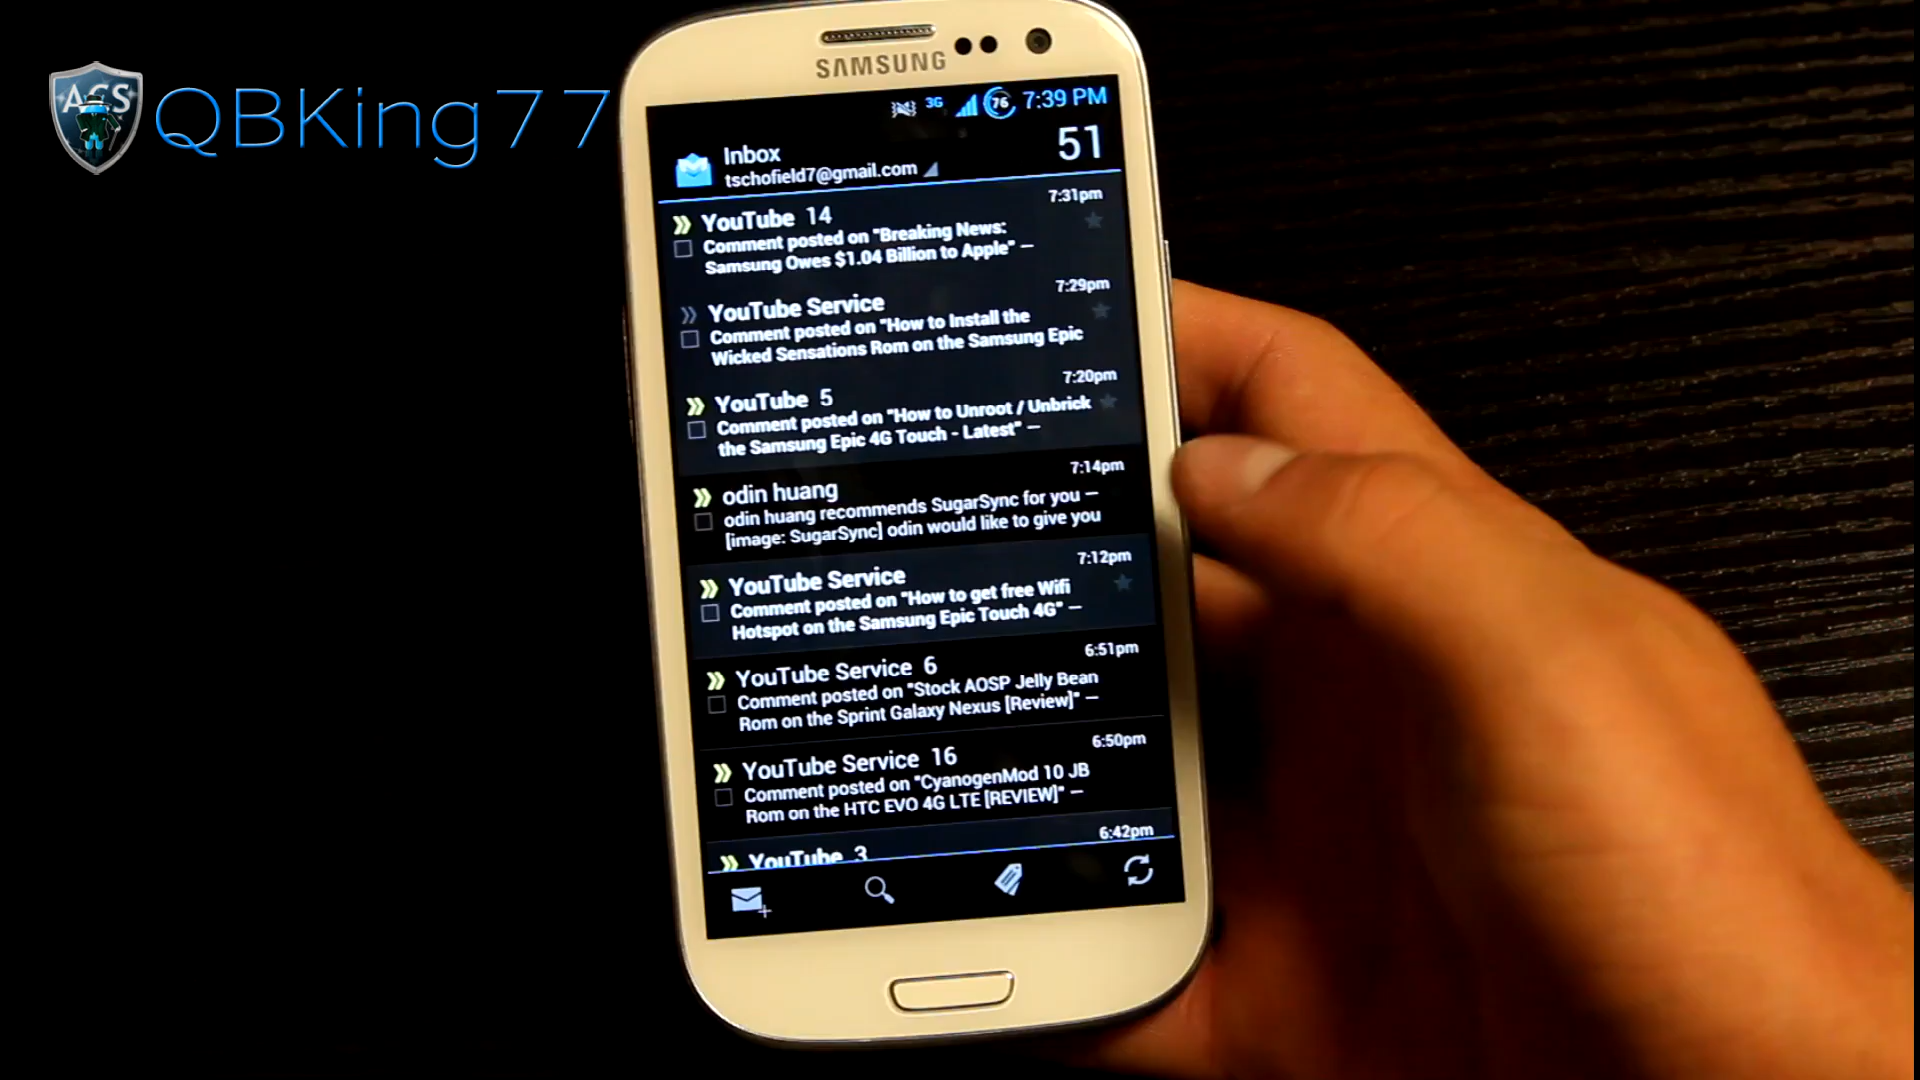 ACS
QBKing77
SAMSUNG
3G 76 7:39 PM
Inbox
51
tschofield7@gmail.com
7:31pm
YouTube 14
Comment posted on "Breaking News:
Samsung Owes $1.04 Billion to Apple" –
7:29pm
YouTube Service
Comment posted on "How to Install the
Wicked Sensations Rom on the Samsung Epic
7:20pm
YouTube 5
Comment posted on "How to Unroot / Unbrick
the Samsung Epic 4G Touch - Latest" –
7:14pm
odin huang
odin huang recommends SugarSync for you –
[image: SugarSync] odin would like to give you
7:12pm
YouTube Service
Comment posted on "How to get free Wifi
Hotspot on the Samsung Epic Touch 4G" –
6:51pm
YouTube Service 6
Comment posted on "Stock AOSP Jelly Bean
Rom on the Sprint Galaxy Nexus [Review]" –
6:50pm
YouTube Service 16
Comment posted on "CyanogenMod 10 JB
Rom on the HTC EVO 4G LTE [REVIEW]" –
6:42pm
YouTube 3